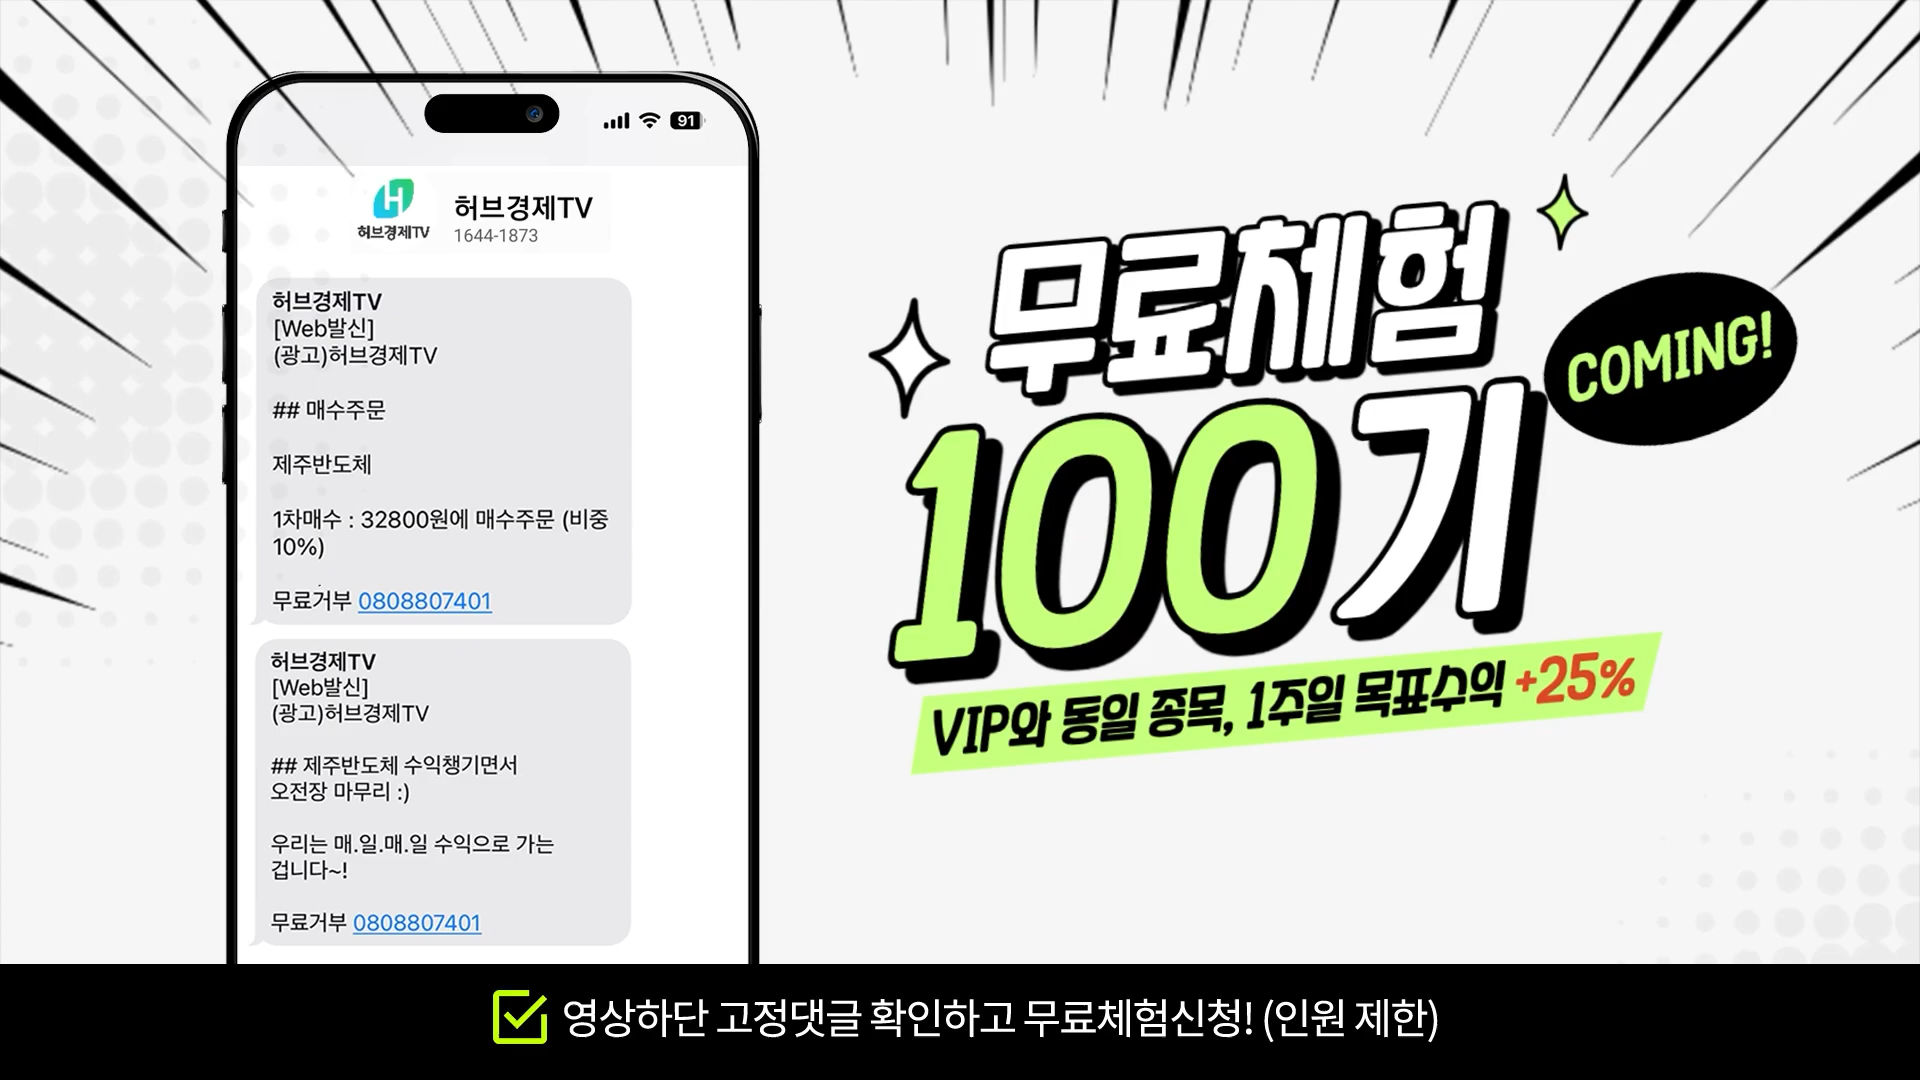 91
허브경제TV
허브경제TV
1644-1873
허브경제TV
[Web발신]
(광고)허브경제TV
## 매수주문
제주반도체
1차매수 : 32800원에 매수주문 (비중
10%)
무료거부 0808807401
허브경제TV
[Web발신]
(광고)허브경제TV
## 제주반도체 수익챙기면서
오전장 마무리 :)
우리는 매.일.매.일 수익으로 가는
겁니다~!
무료거부 0808807401
무료체험
100기
COMING!
VIP와 동일 종목, 1주일 목표수익 +25%
영상하단 고정댓글 확인하고 무료체험신청! (인원 제한)